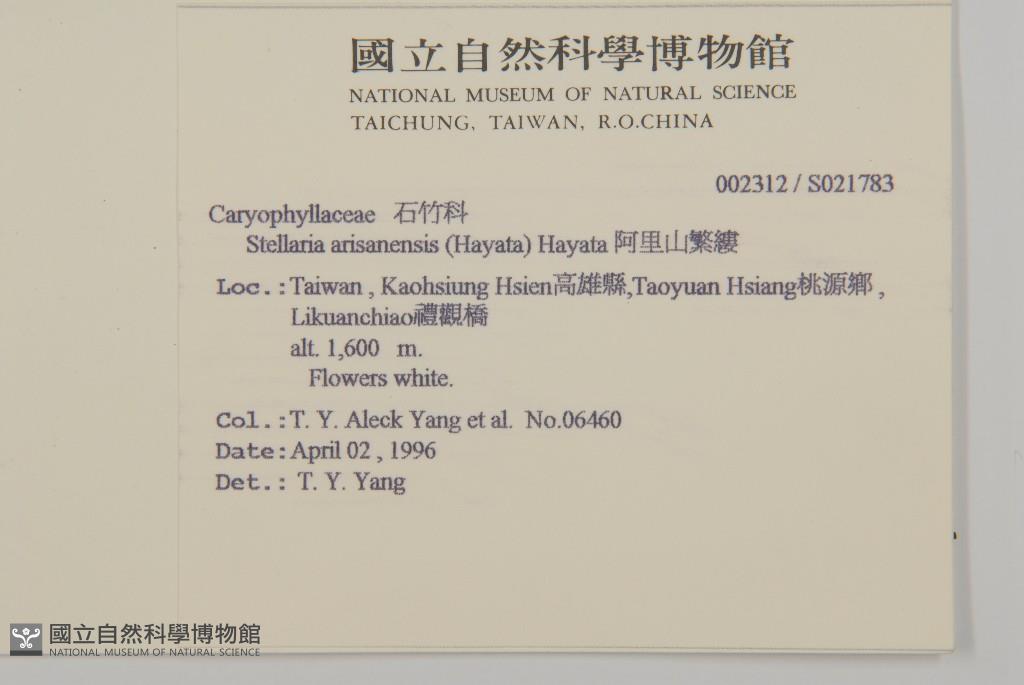 國立自然科學博物館
NATIONAL MUSEUM OF NATURAL SCIENCE
TAICHUNG, TAIWAN, R.O.CHINA
002312 / S021783
Caryophyllaceae 石竹科
Stellaria arisanensis (Hayata) Hayata 阿里山繁縷
Loc.:Taiwan , Kaohsiung Hsien高雄縣,Taoyuan Hsiang桃源鄉 ,
Likuanchiao禮觀橋
alt. 1,600 m.
Flowers white.
Col.:T. Y. Aleck Yang et al. No.06460
Date:April 02 , 1996
Det.: T. Y. Yang
國立自然科學博物館
NATIONAL MUSEUM OF NATURAL SCIENCE